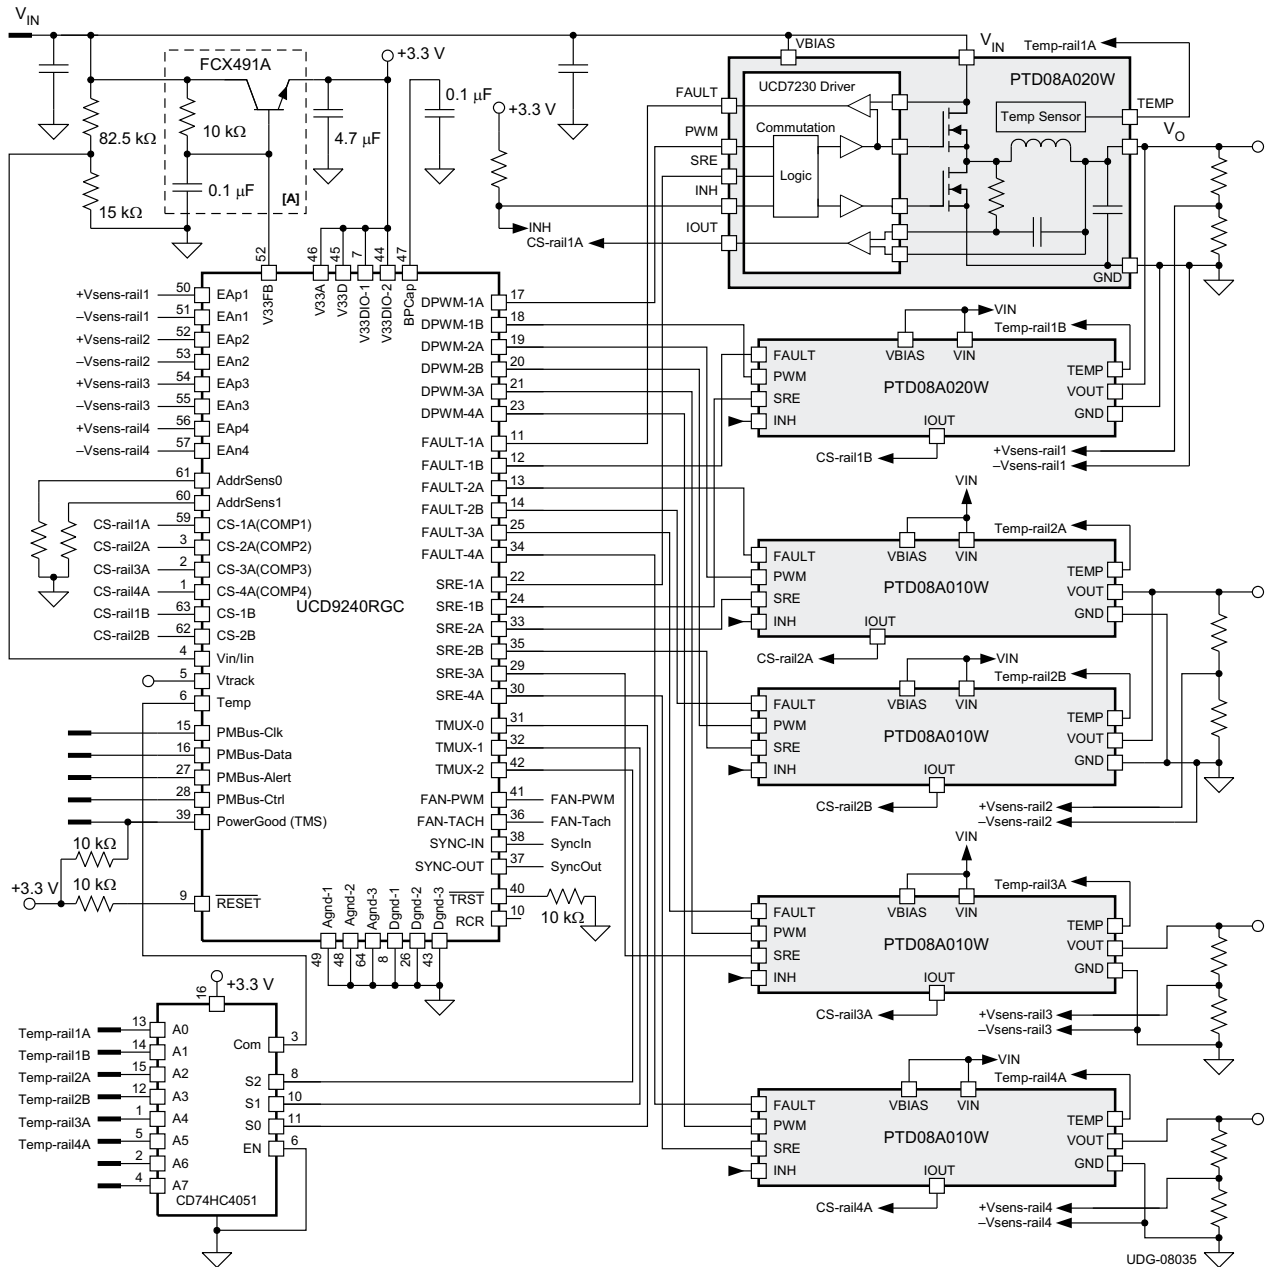 V_IN
FCX491A
10 kΩ
82.5 kΩ
0.1 μF
15 kΩ
[A]
+3.3 V
4.7 μF
0.1 μF
+3.3 V
INH
CS-rail1A
VBIAS
V_IN
Temp-rail1A
PTD08A020W
UCD7230 Driver
Commutation
Logic
Temp Sensor
TEMP
V_O
GND
FAULT
PWM
SRE
INH
IOUT
52
46
45
7
44
47
V33FB
V33A
V33D
V33DIO-1
V33DIO-2
BPCap
UCD9240RGC
+Vsens-rail1 50 EAp1
–Vsens-rail1 51 EAn1
+Vsens-rail2 52 EAp2
–Vsens-rail2 53 EAn2
+Vsens-rail3 54 EAp3
–Vsens-rail3 55 EAn3
+Vsens-rail4 56 EAp4
–Vsens-rail4 57 EAn4
61 AddrSens0
60 AddrSens1
CS-rail1A 59 CS-1A(COMP1)
CS-rail2A 3 CS-2A(COMP2)
CS-rail3A 2 CS-3A(COMP3)
CS-rail4A 1 CS-4A(COMP4)
CS-rail1B 63 CS-1B
CS-rail2B 62 CS-2B
4 Vin/Iin
5 Vtrack
6 Temp
15 PMBus-Clk
16 PMBus-Data
27 PMBus-Alert
28 PMBus-Ctrl
39 PowerGood (TMS)
10 kΩ
+3.3 V
10 kΩ
9 RESET
DPWM-1A 17
DPWM-1B 18
DPWM-2A 19
DPWM-2B 20
DPWM-3A 21
DPWM-4A 23
FAULT-1A 11
FAULT-1B 12
FAULT-2A 13
FAULT-2B 14
FAULT-3A 25
FAULT-4A 34
SRE-1A 22
SRE-1B 24
SRE-2A 33
SRE-2B 35
SRE-3A 29
SRE-4A 30
TMUX-0 31
TMUX-1 32
TMUX-2 42
FAN-PWM 41 FAN-PWM
FAN-TACH 36 FAN-Tach
SYNC-IN 38 SyncIn
SYNC-OUT 37 SyncOut
TRST 40
10 kΩ
RCR 10
Agnd-1
Agnd-2
Agnd-3
Dgnd-1
Dgnd-2
Dgnd-3
49
48
64
8
26
43
+3.3 V
16
Temp-rail1A 13 A0
Temp-rail1B 14 A1
Temp-rail2A 15 A2
Temp-rail2B 12 A3
Temp-rail3A 1 A4
Temp-rail4A 5 A5
2 A6
4 A7
Com 3
S2 8
S1 10
S0 11
EN 6
CD74HC4051
VIN
Temp-rail1B
FAULT
PWM
SRE
INH
VBIAS
VIN
PTD08A020W
IOUT
TEMP
VOUT
GND
CS-rail1B
+Vsens-rail1
–Vsens-rail1
VIN
Temp-rail2A
FAULT
PWM
SRE
INH
VBIAS
VIN
PTD08A010W
IOUT
TEMP
VOUT
GND
CS-rail2A
VIN
Temp-rail2B
FAULT
PWM
SRE
INH
VBIAS
VIN
PTD08A010W
IOUT
TEMP
VOUT
GND
CS-rail2B
+Vsens-rail2
–Vsens-rail2
VIN
Temp-rail3A
FAULT
PWM
SRE
INH
VBIAS
VIN
PTD08A010W
IOUT
TEMP
VOUT
GND
CS-rail3A
+Vsens-rail3
–Vsens-rail3
VIN
Temp-rail4A
FAULT
PWM
SRE
INH
VBIAS
VIN
PTD08A010W
IOUT
TEMP
VOUT
GND
CS-rail4A
+Vsens-rail4
–Vsens-rail4
UDG-08035